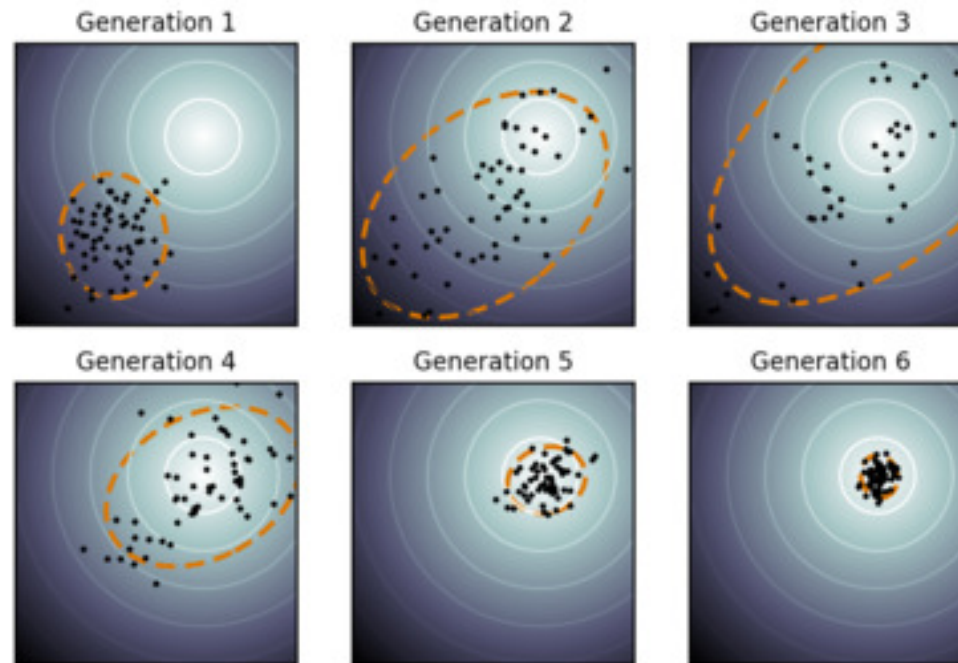 Generation 1
Generation 2
Generation 3
Generation 4
Generation 5
Generation 6